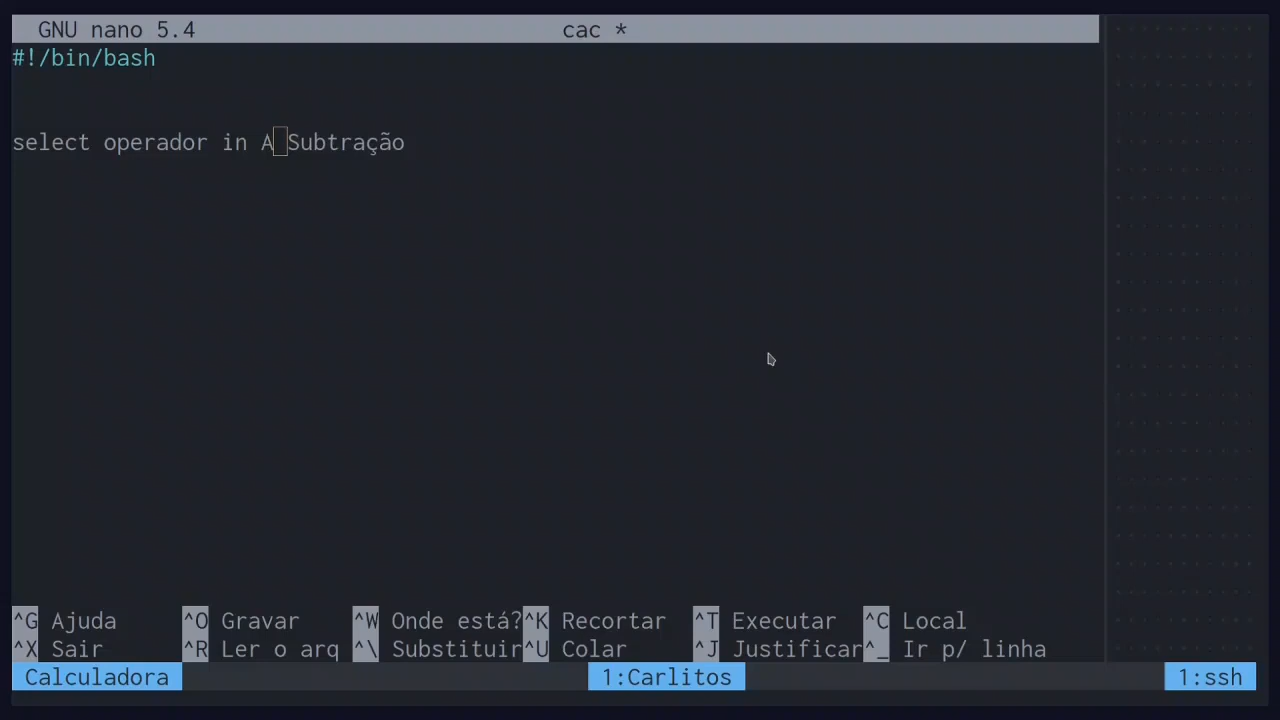 GNU nano 5.4 cac *
#!/bin/bash
select operador in A Subtração
^G Ajuda ^O Gravar ^W Onde está? ^K Recortar ^T Executar ^C Local
^X Sair ^R Ler o arq ^\ Substituir ^U Colar ^J Justificar ^_ Ir p/ linha
Calculadora 1:Carlitos 1:ssh